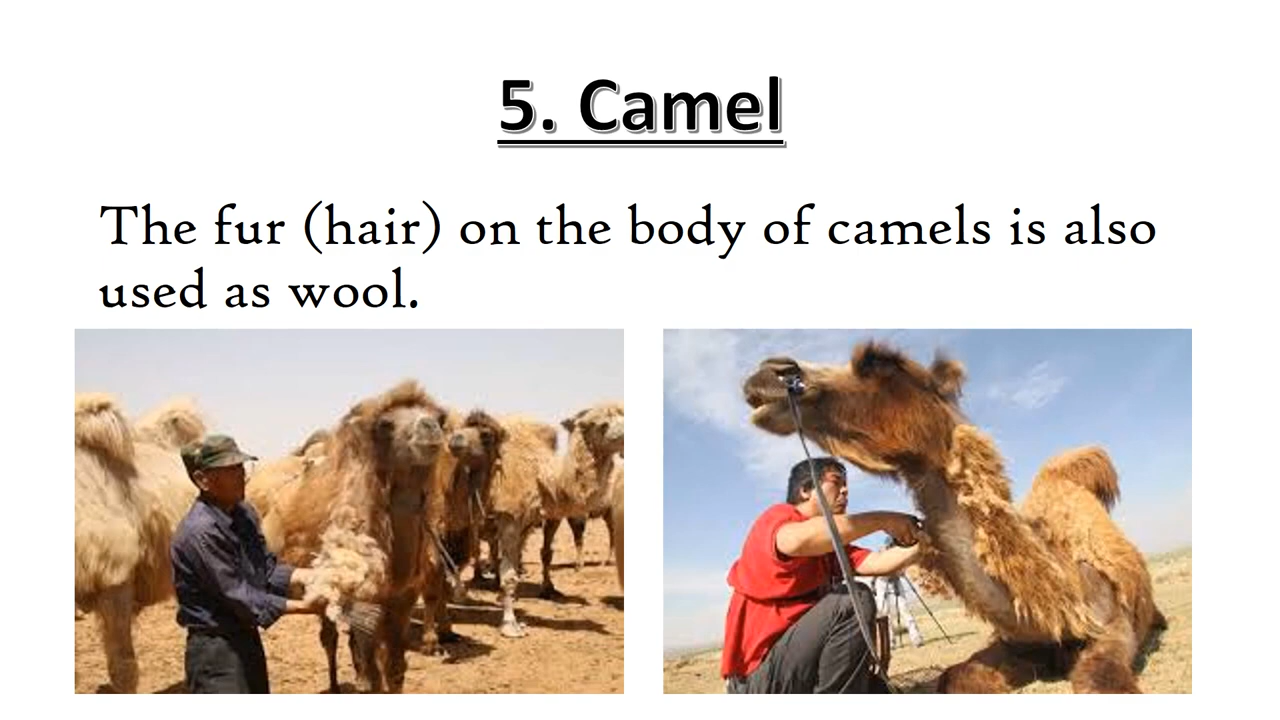 5. Camel
The fur (hair) on the body of camels is also
used as wool.